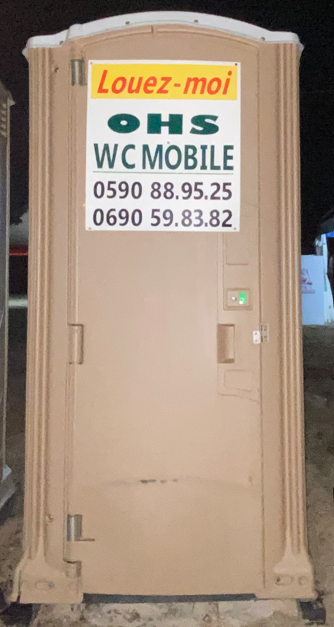 Louez-moi
OHS
WC MOBILE
0590 88.95.25
0690 59.83.82